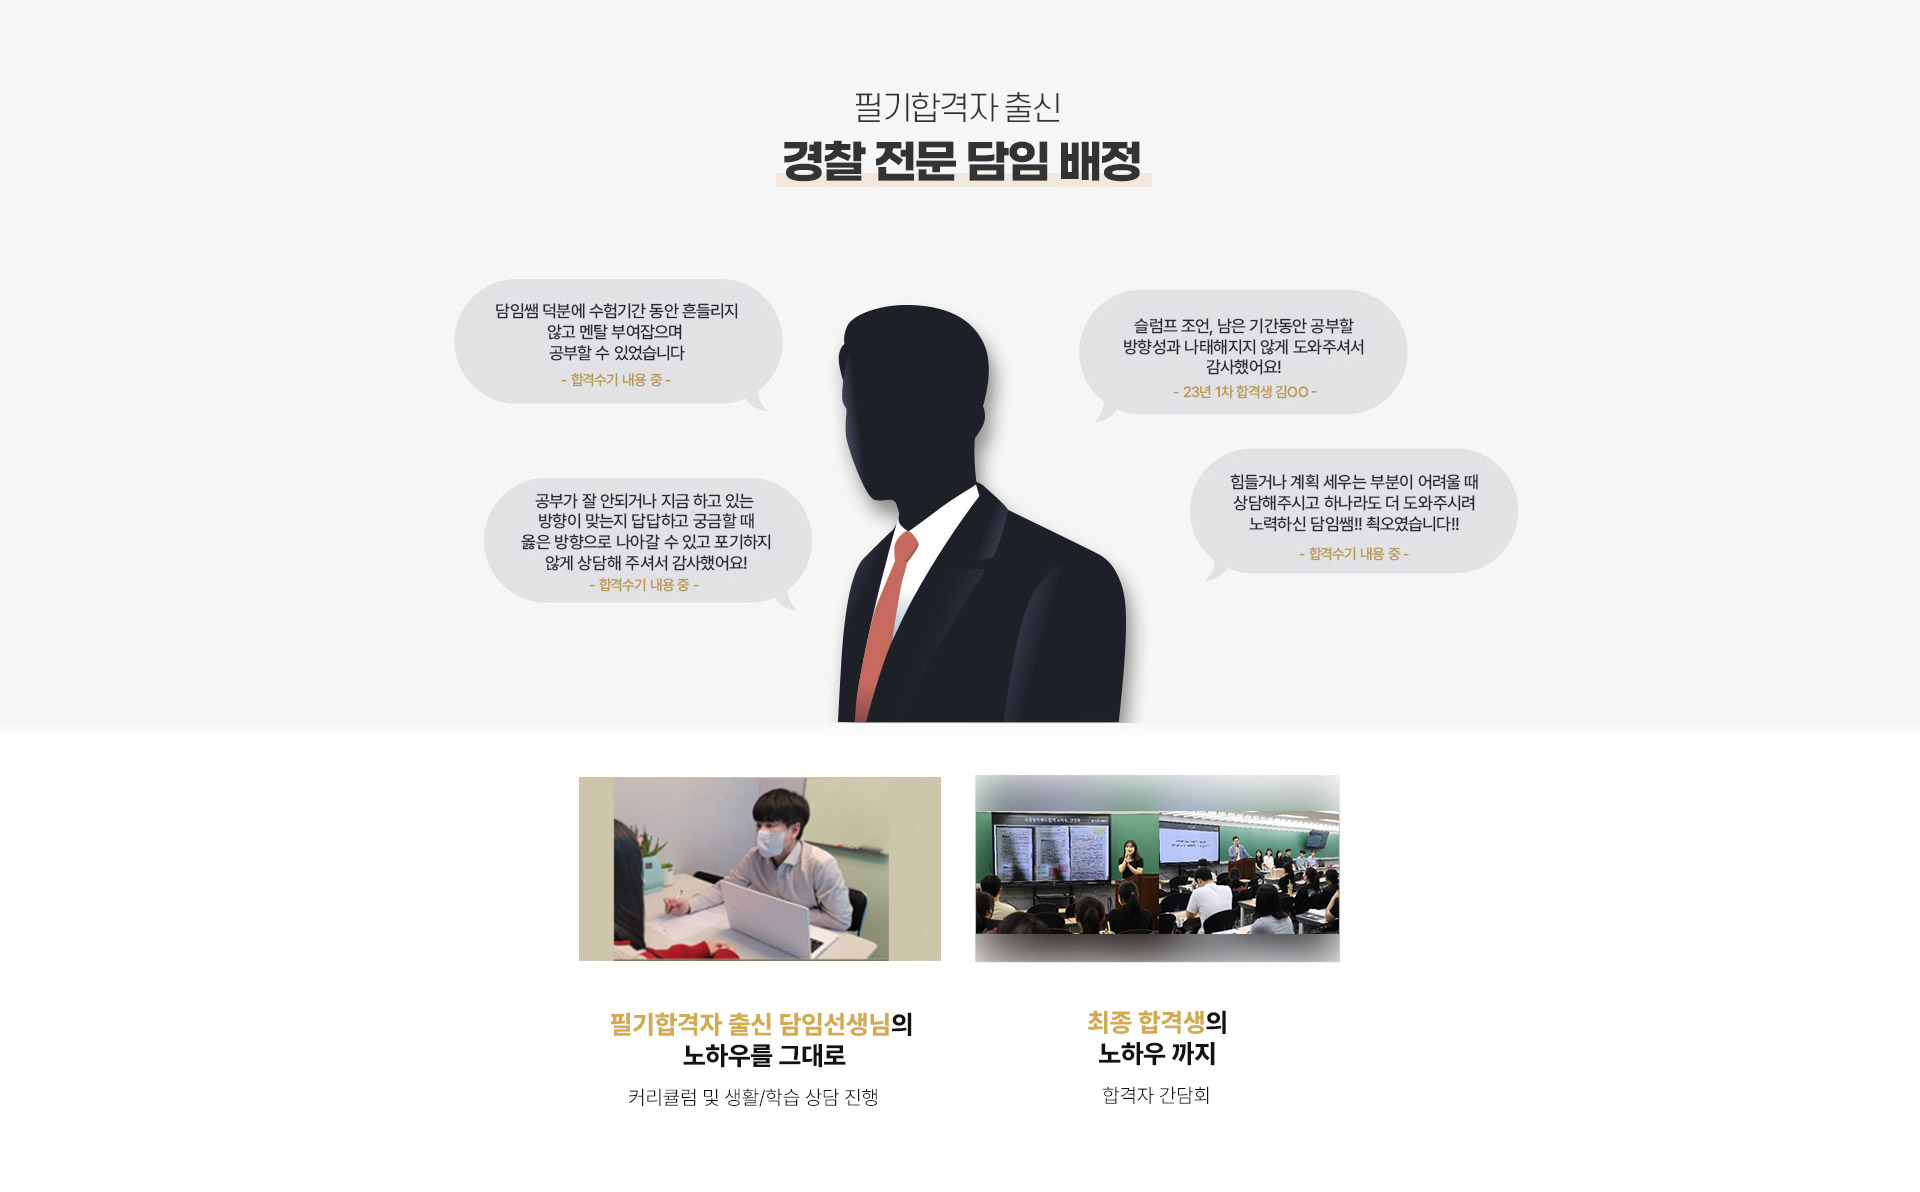 필기합격자 출신
경찰 전문 담임 배정
담임쌤 덕분에 수험기간 동안 흔들리지
않고 멘탈 부여잡으며
공부할 수 있었습니다
- 합격수기 내용 중 -
슬럼프 조언, 남은 기간동안 공부할
방향성과 나태해지지 않게 도와주셔서
감사했어요!
- 23년 1차 합격생 김OO -
공부가 잘 안되거나 지금 하고 있는
방향이 맞는지 답답하고 궁금할 때
옳은 방향으로 나아갈 수 있고 포기하지
않게 상담해 주셔서 감사했어요!
- 합격수기 내용 중 -
힘들거나 계획 세우는 부분이 어려울 때
상담해주시고 하나라도 더 도와주시려
노력하신 담임쌤!! 최오였습니다!!
- 합격수기 내용 중 -
필기합격자 출신 담임선생님의
노하우를 그대로
커리큘럼 및 생활/학습 상담 진행
최종 합격생의
노하우 까지
합격자 간담회